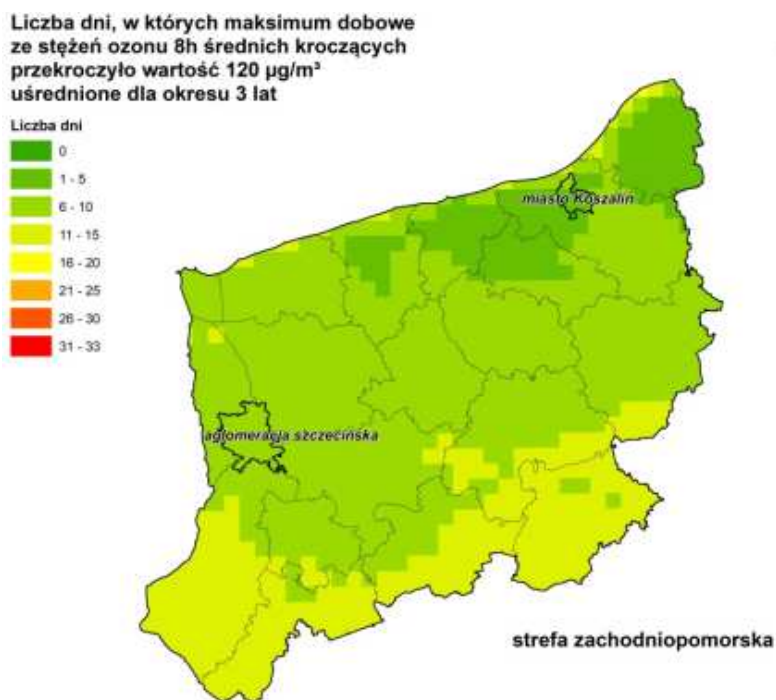 Liczba dni, w których maksimum dobowe
ze stężeń ozonu 8h średnich kroczących
przekroczyło wartość 120 µg/m³
uśrednione dla okresu 3 lat
Liczba dni
0
1 - 5
6 - 10
11 - 15
16 - 20
21 - 25
26 - 30
31 - 33
miasto Koszalin
aglomeracja szczecińska
strefa zachodniopomorska